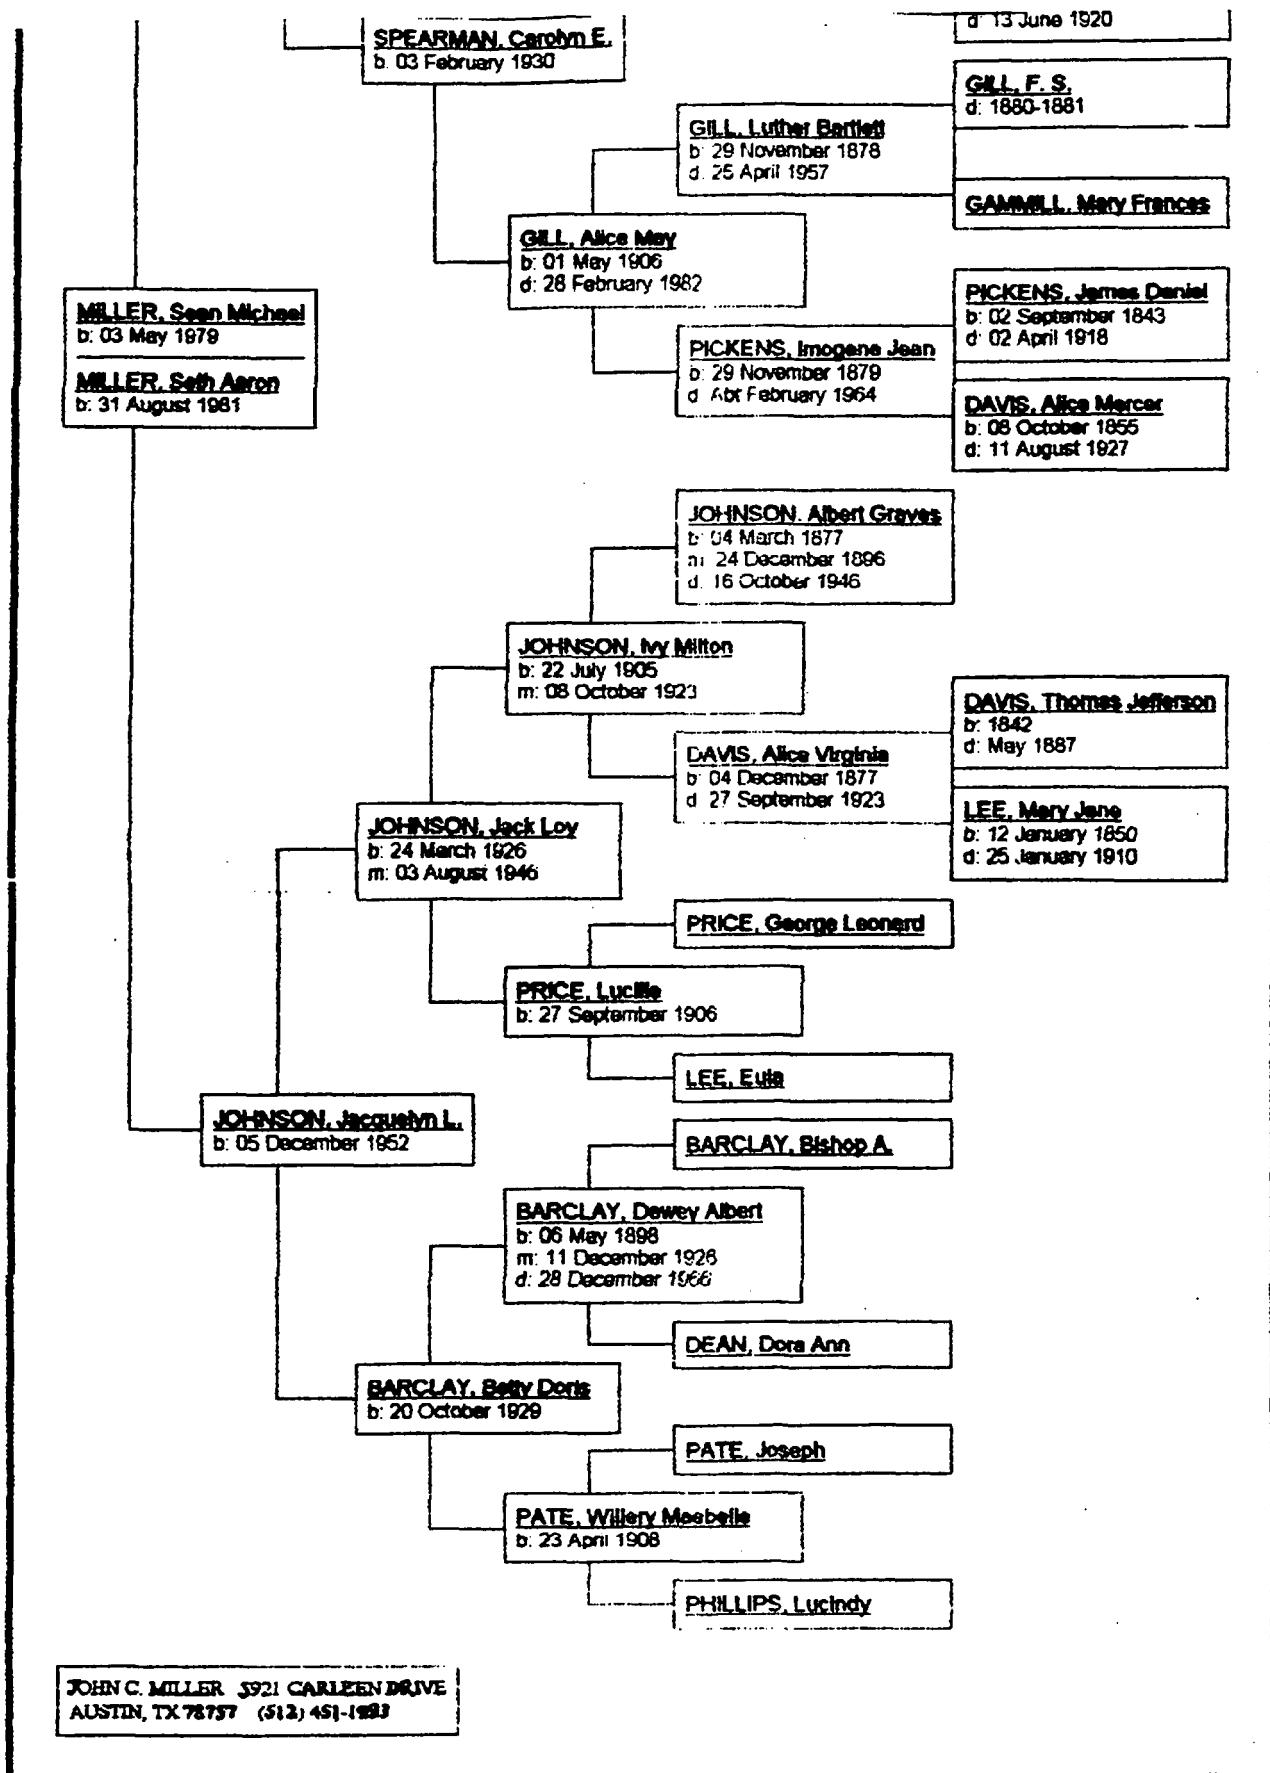 d: 13 June 1920
SPEARMAN, Carolyn E.
b: 03 February 1930
GILL, F. S.
d: 1880-1881
GILL, Luther Bartlett
b: 29 November 1878
d: 25 April 1957
GAMMILL, Mary Frances
GILL, Alice May
b: 01 May 1906
d: 28 February 1982
PICKENS, James Daniel
b: 02 September 1843
d: 02 April 1918
MILLER, Sean Michael
b: 03 May 1979
MILLER, Seth Aaron
b: 31 August 1981
PICKENS, Imogene Jean
b: 29 November 1879
d: Abt February 1964
DAVIS, Alice Mercer
b: 08 October 1855
d: 11 August 1927
JOHNSON, Albert Graves
b: 04 March 1877
m: 24 December 1896
d: 16 October 1946
JOHNSON, Ivy Milton
b: 22 July 1905
m: 08 October 1923
DAVIS, Thomas Jefferson
b: 1842
d: May 1887
DAVIS, Alice Virginia
b: 04 December 1877
d: 27 September 1923
LEE, Mary Jane
b: 12 January 1850
d: 25 January 1910
JOHNSON, Jack Loy
b: 24 March 1926
m: 03 August 1946
PRICE, George Leonard
PRICE, Lucille
b: 27 September 1906
LEE, Eula
JOHNSON, Jacquelyn L.
b: 05 December 1952
BARCLAY, Bishop A.
BARCLAY, Dewey Albert
b: 06 May 1898
m: 11 December 1926
d: 28 December 1966
DEAN, Dora Ann
BARCLAY, Betty Doris
b: 20 October 1929
PATE, Joseph
PATE, Willery Maebelle
b: 23 April 1908
PHILLIPS, Lucindy
JOHN C. MILLER 5921 CARLEEN DRIVE
AUSTIN, TX 78757 (512) 451-1983